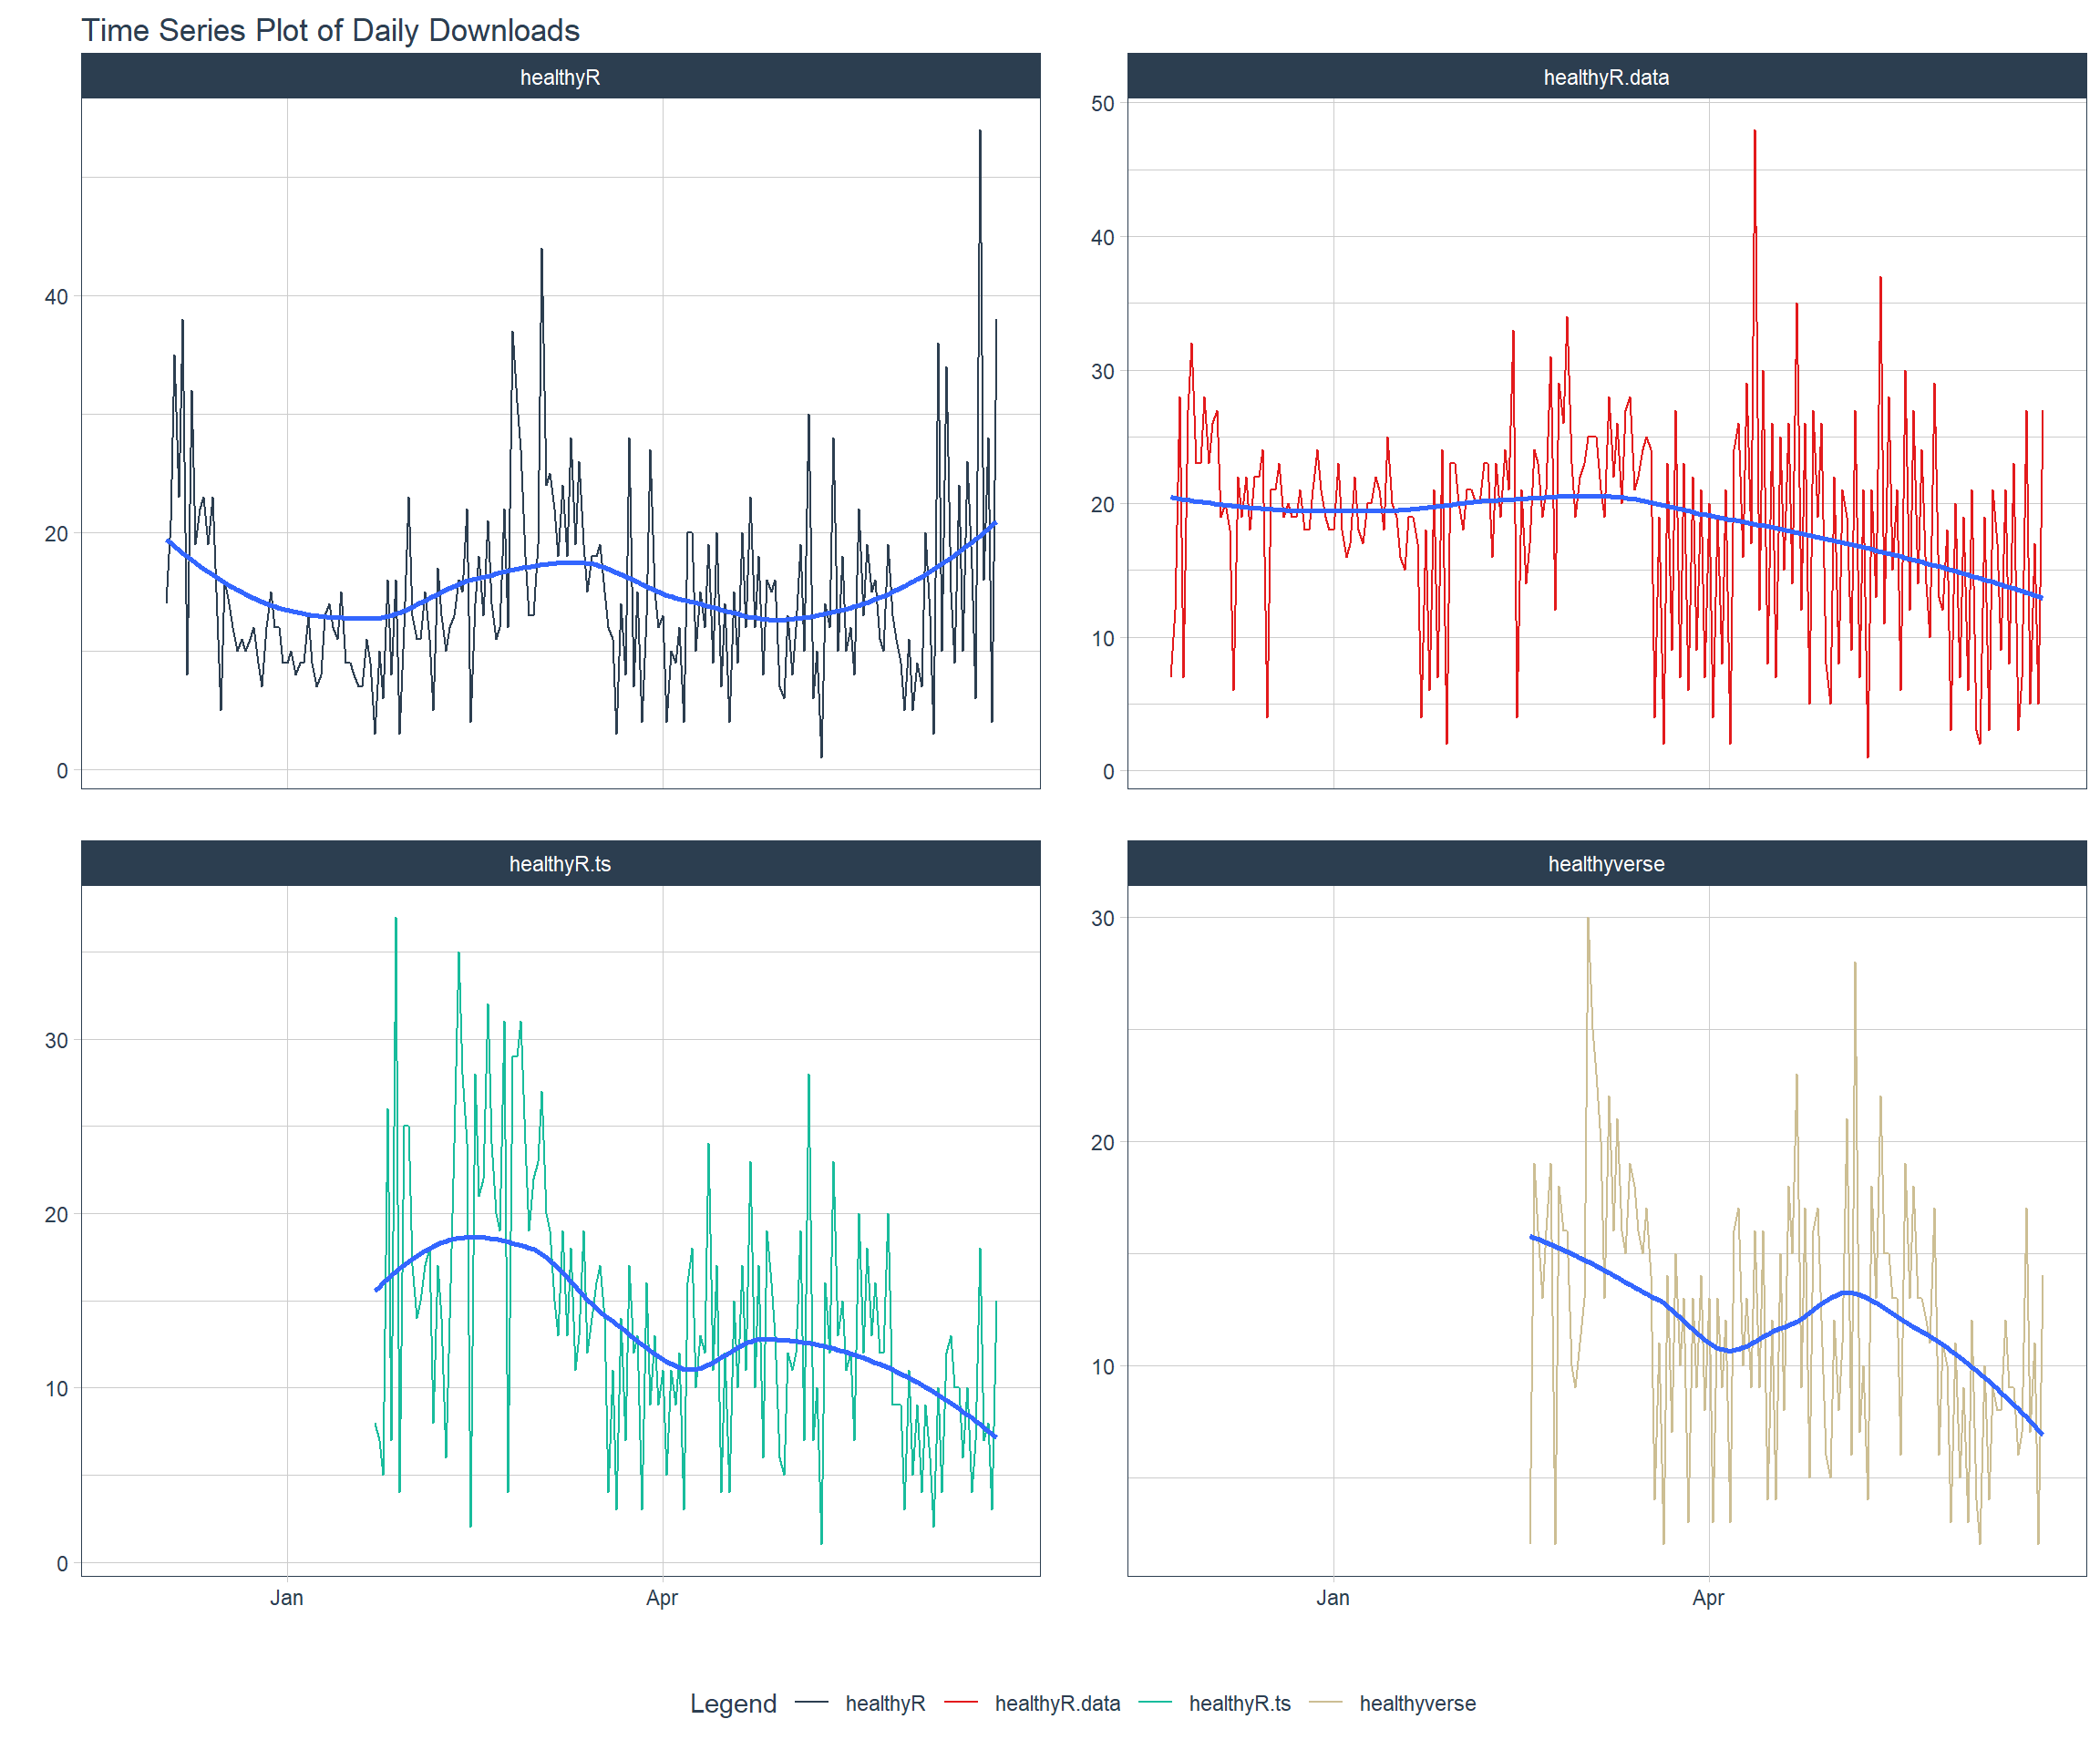 Time Series Plot of Daily Downloads
healthyR
healthyR.data
40
20
0
50
40
30
20
10
0
healthyR.ts
healthyverse
30
20
10
0
30
20
10
Jan Apr
Jan Apr
Legend healthyR healthyR.data healthyR.ts healthyverse